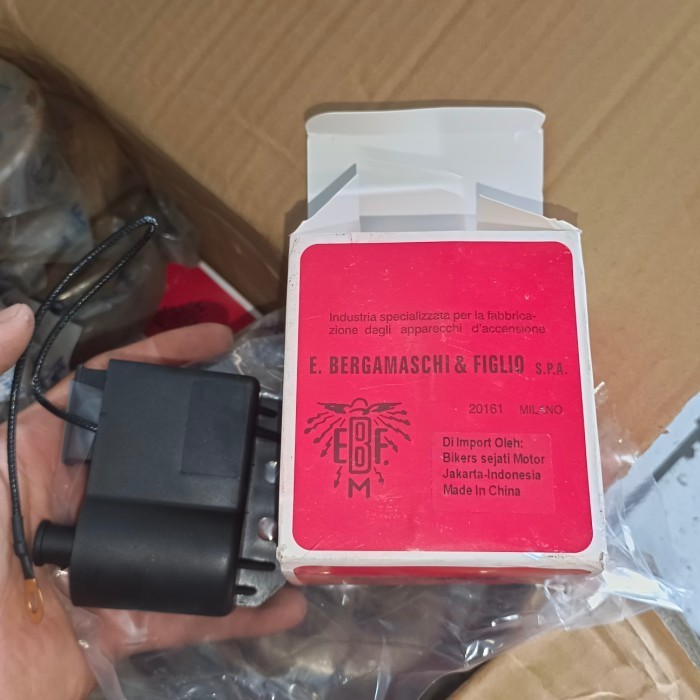 Industria specializzata per la fabbrica-
zione degli apparecchi d'accensione
E. BERGAMASCHI & FIGLIO S.P.A.
20161 MILANO
EBF.
M
Di Import Oleh:
Bikers sejati Motor
Jakarta-Indonesia
Made In China